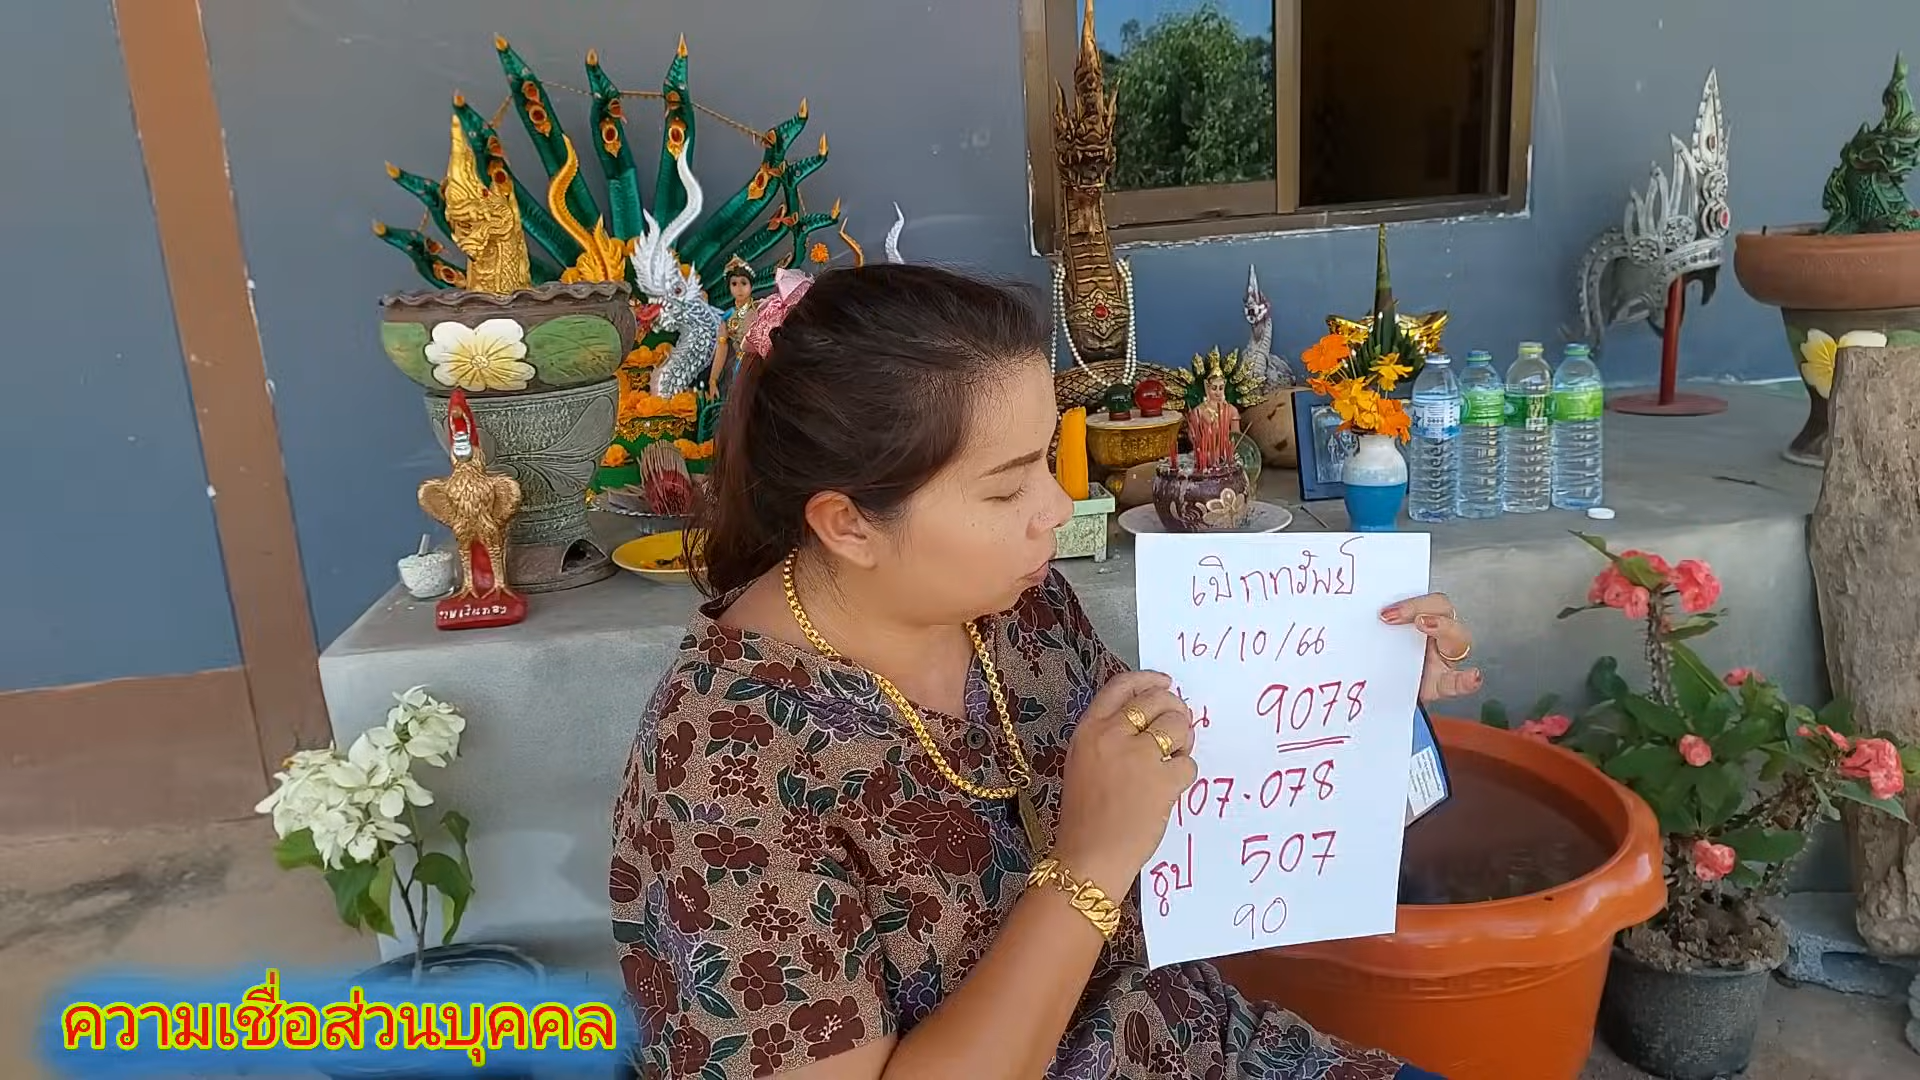 เบิกทรัพย์
16/10/66
9078
907.078
ธูป 507
90
ความเชื่อส่วนบุคคล